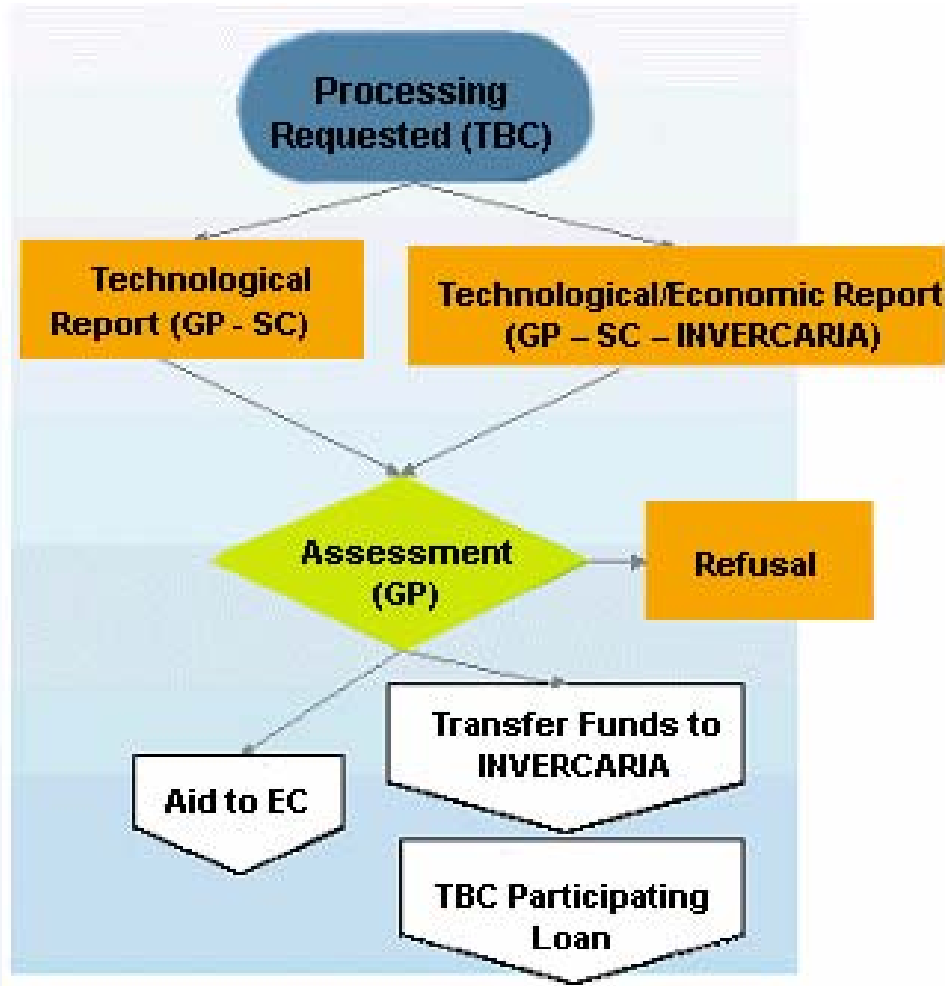 Processing
Requested (TBC)
Technological
Report (GP - SC)
Technological/Economic Report
(GP – SC – INVERCARIA)
Assessment
(GP)
Refusal
Transfer Funds to
INVERCARIA
Aid to EC
TBC Participating
Loan